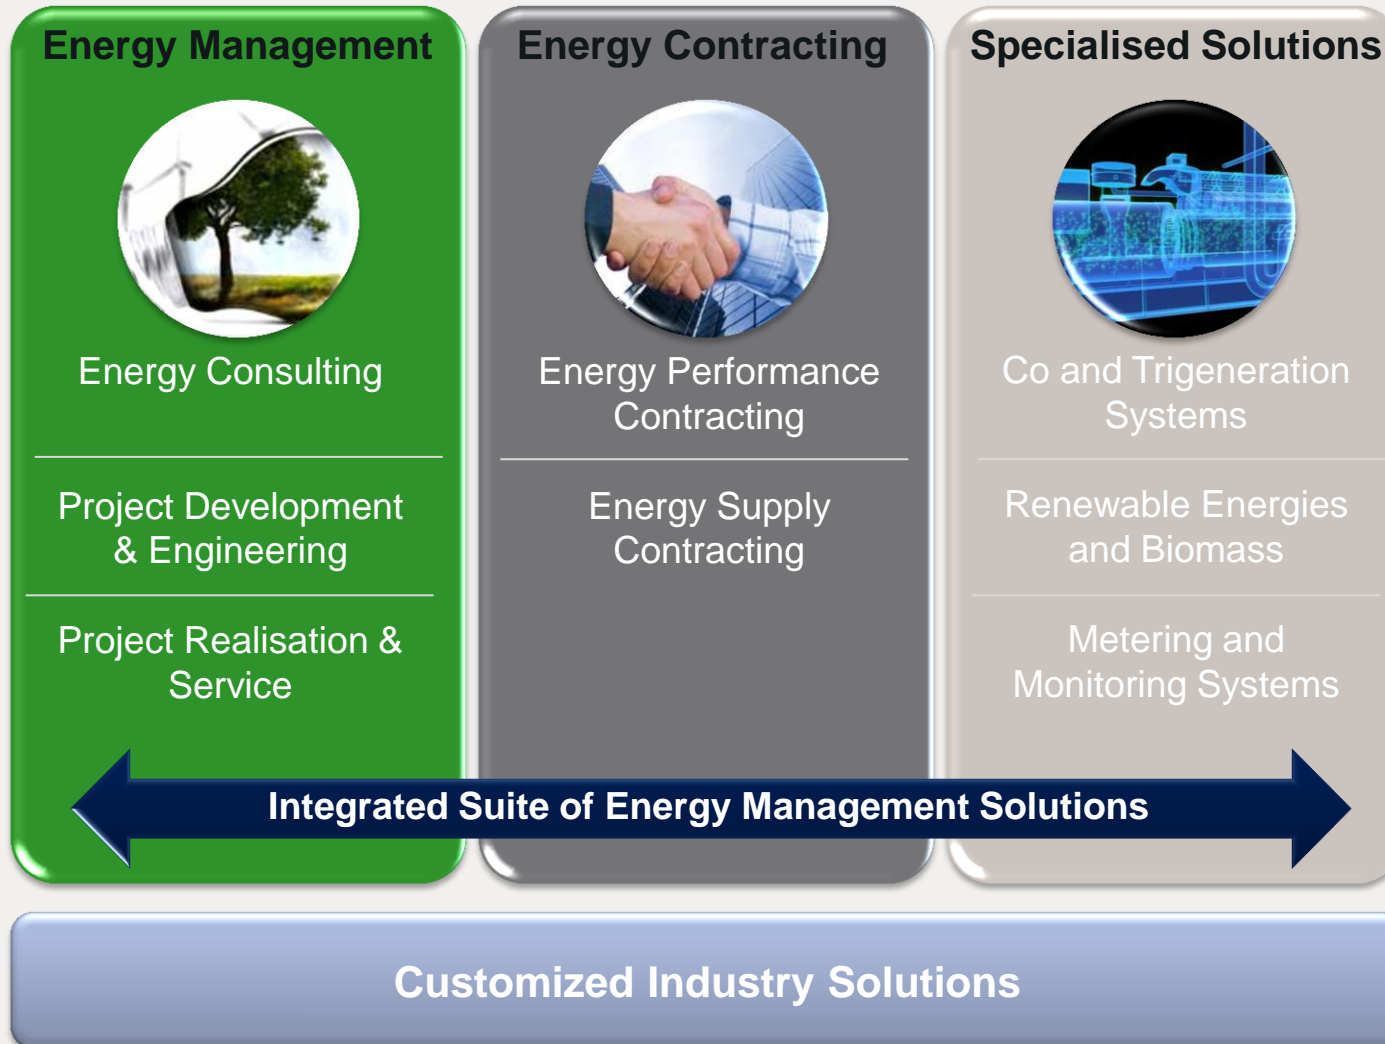 Energy Management
Energy Consulting
Project Development
& Engineering
Project Realisation &
Service
Energy Contracting
Energy Performance
Contracting
Energy Supply
Contracting
Specialised Solutions
Co and Trigeneration
Systems
Renewable Energies
and Biomass
Metering and
Monitoring Systems
Integrated Suite of Energy Management Solutions
Customized Industry Solutions